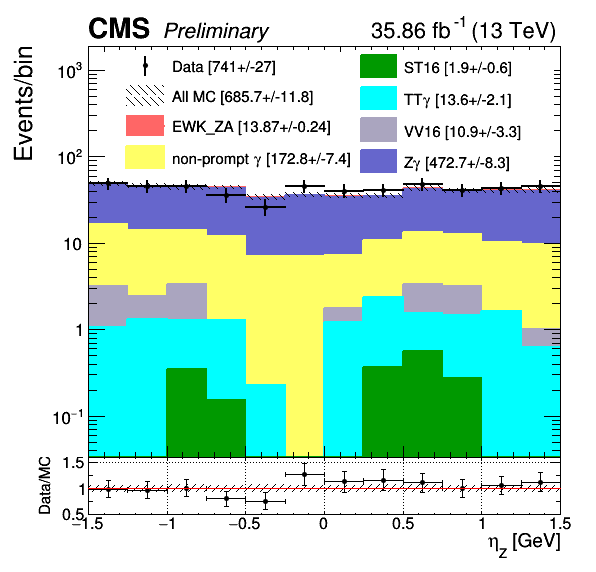 CMS Preliminary 35.86 fb⁻¹ (13 TeV)
Events/bin
Data [741+/-27]
All MC [685.7+/-11.8]
EWK_ZA [13.87+/-0.24]
non-prompt γ [172.8+/-7.4]
ST16 [1.9+/-0.6]
TTγ [13.6+/-2.1]
VV16 [10.9+/-3.3]
Zγ [472.7+/-8.3]
10³
10²
10
1
10⁻¹
Data/MC
1.5
1
0.5
−1.5 −1 −0.5 0 0.5 1 1.5
η_Z [GeV]